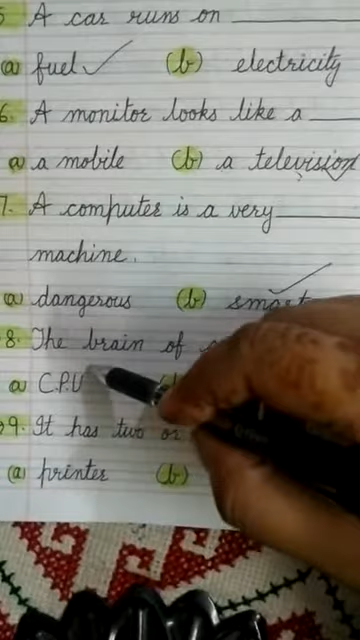 5 A car runs on
(a) fuel (b) electricity
6. A monitor looks like a
(a) a mobile (b) a television
7. A computer is a very
machine.
(a) dangerous (b) smart
8. The brain of
(a) C.P.U
9. It has two or
(a) printer (b)